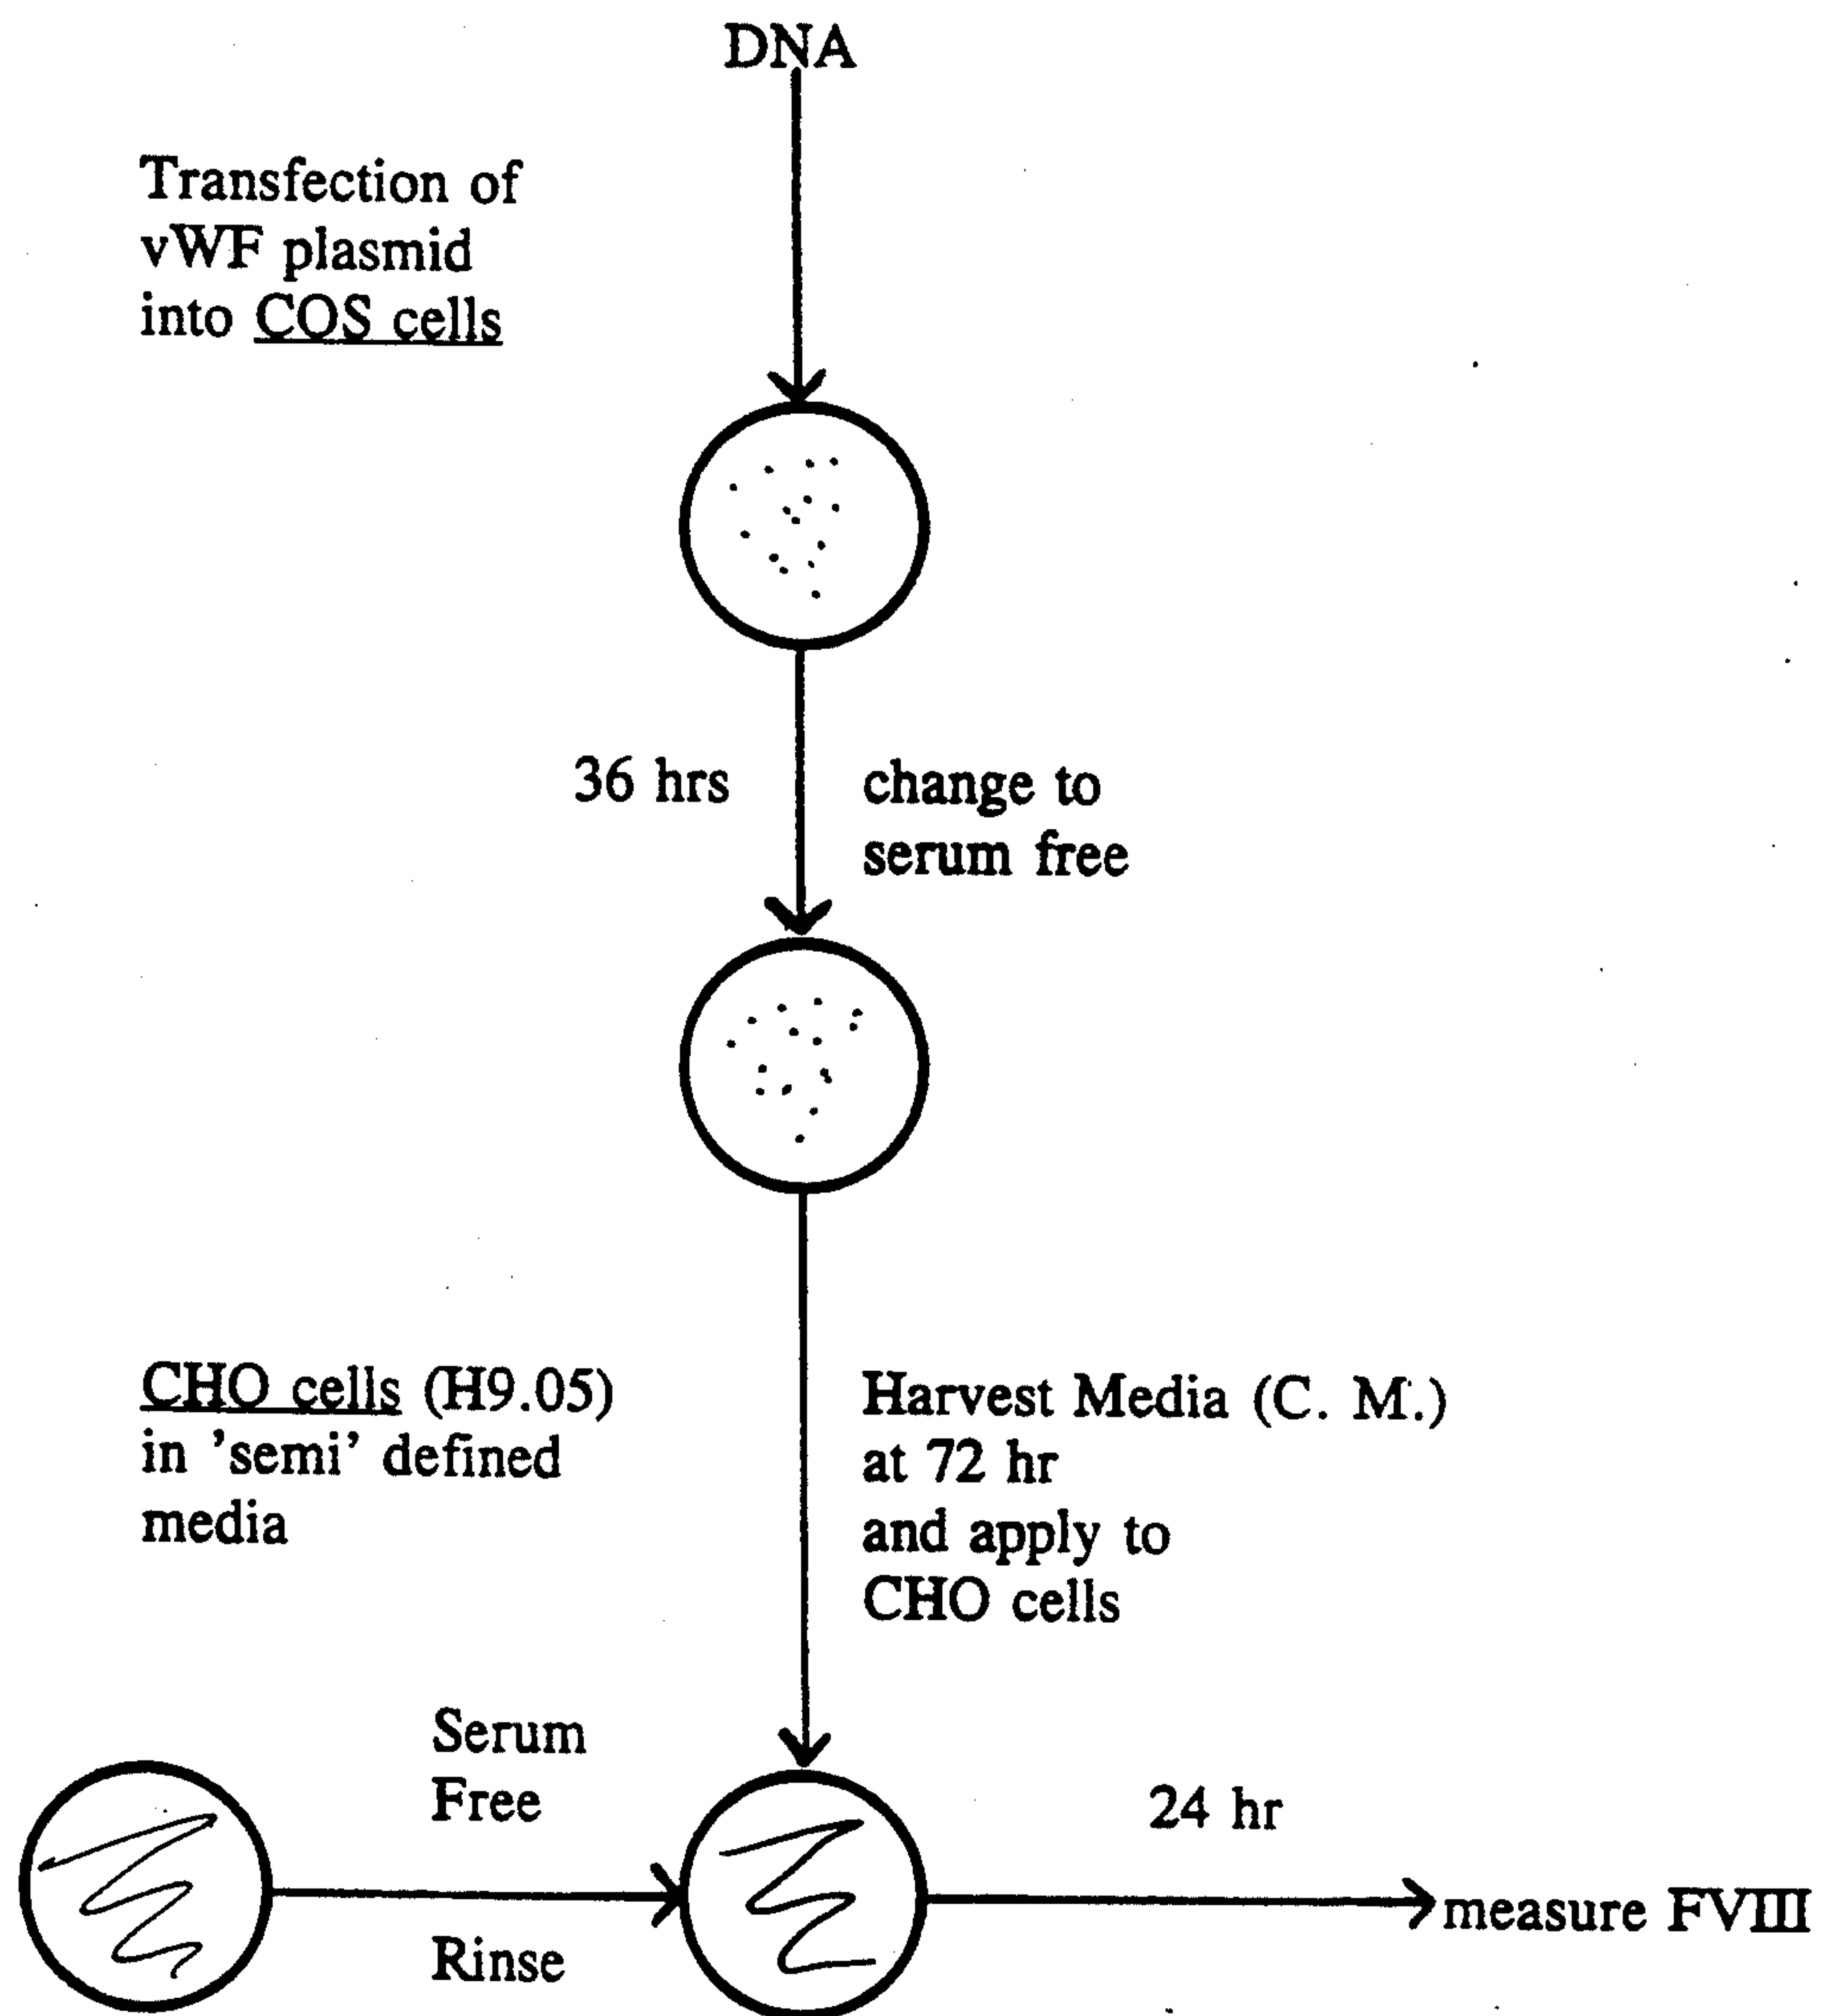 DNA
Transfection of
vWF plasmid
into COS cells
36 hrs
change to
serum free
CHO cells (H9.05)
in 'semi' defined
media
Harvest Media (C. M.)
at 72 hr
and apply to
CHO cells
Serum
Free
Rinse
24 hr
measure FVIII